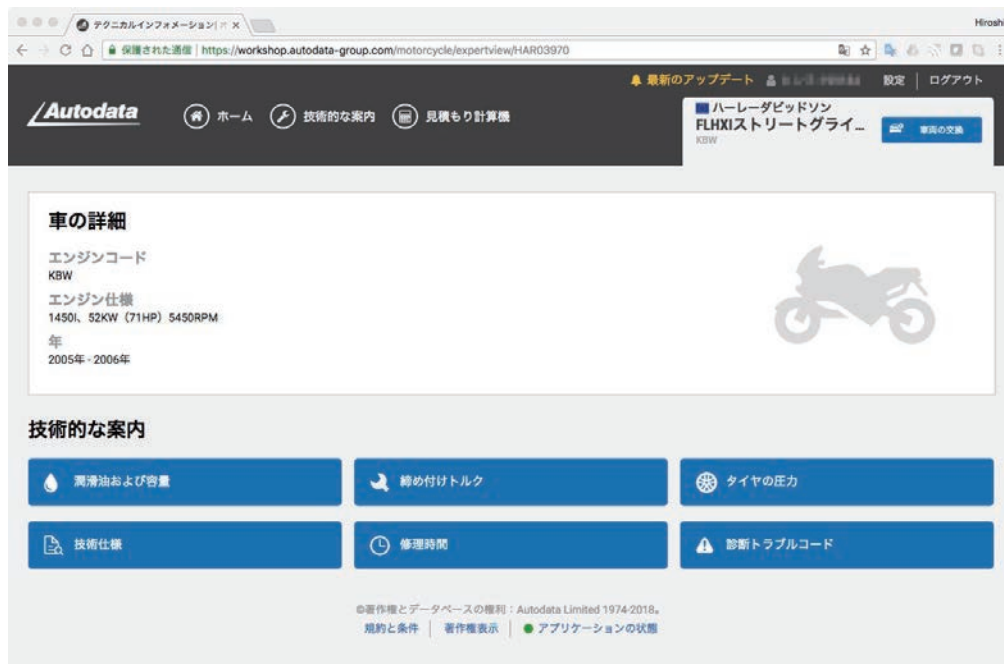 テクニカルインフォメーション
Hiroshi
保護された通信 | https://workshop.autodata-group.com/motorcycle/expertview/HAR03970
最新のアップデート
設定 | ログアウト
Autodata
ホーム
技術的な案内
見積もり計算機
ハーレーダビッドソン
FLHXIストリートグライ...
KBW
車両の交換
車の詳細
エンジンコード
KBW
エンジン仕様
1450l、52KW（71HP）5450RPM
年
2005年 - 2006年
技術的な案内
潤滑油および容量
締め付けトルク
タイヤの圧力
技術仕様
修理時間
診断トラブルコード
©著作権とデータベースの権利：Autodata Limited 1974-2018。
規約と条件 | 著作権表示 | アプリケーションの状態